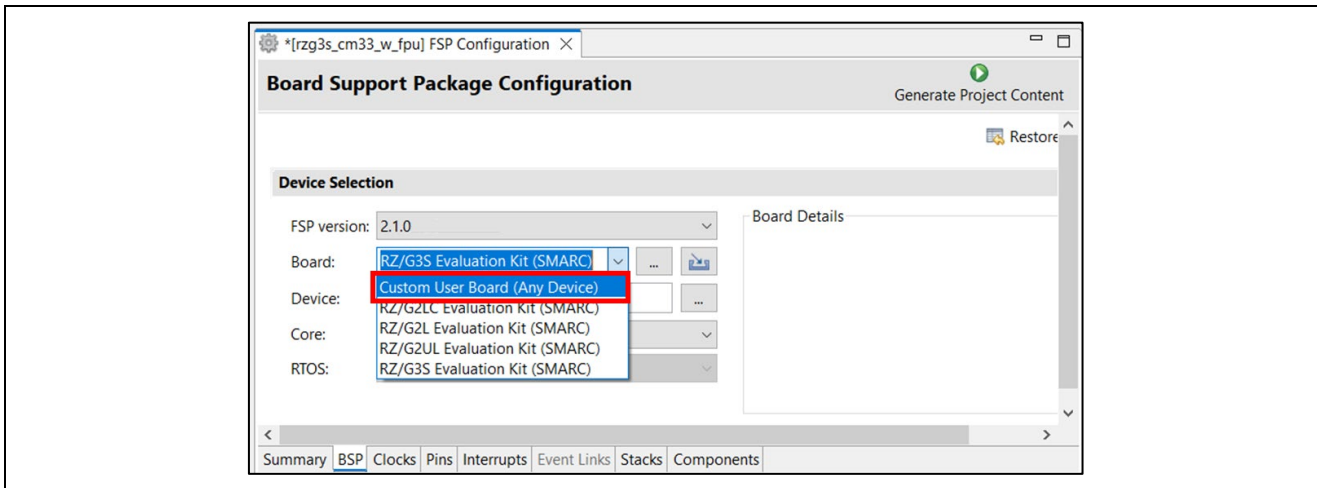 *[rzg3s_cm33_w_fpu] FSP Configuration
Board Support Package Configuration
Generate Project Content
Restore
Device Selection
FSP version: 2.1.0
Board Details
Board: RZ/G3S Evaluation Kit (SMARC) ...
Custom User Board (Any Device)
Device: ...
RZ/G2LC Evaluation Kit (SMARC)
Core:
RZ/G2L Evaluation Kit (SMARC)
RZ/G2UL Evaluation Kit (SMARC)
RTOS:
RZ/G3S Evaluation Kit (SMARC)
Summary BSP Clocks Pins Interrupts Event Links Stacks Components